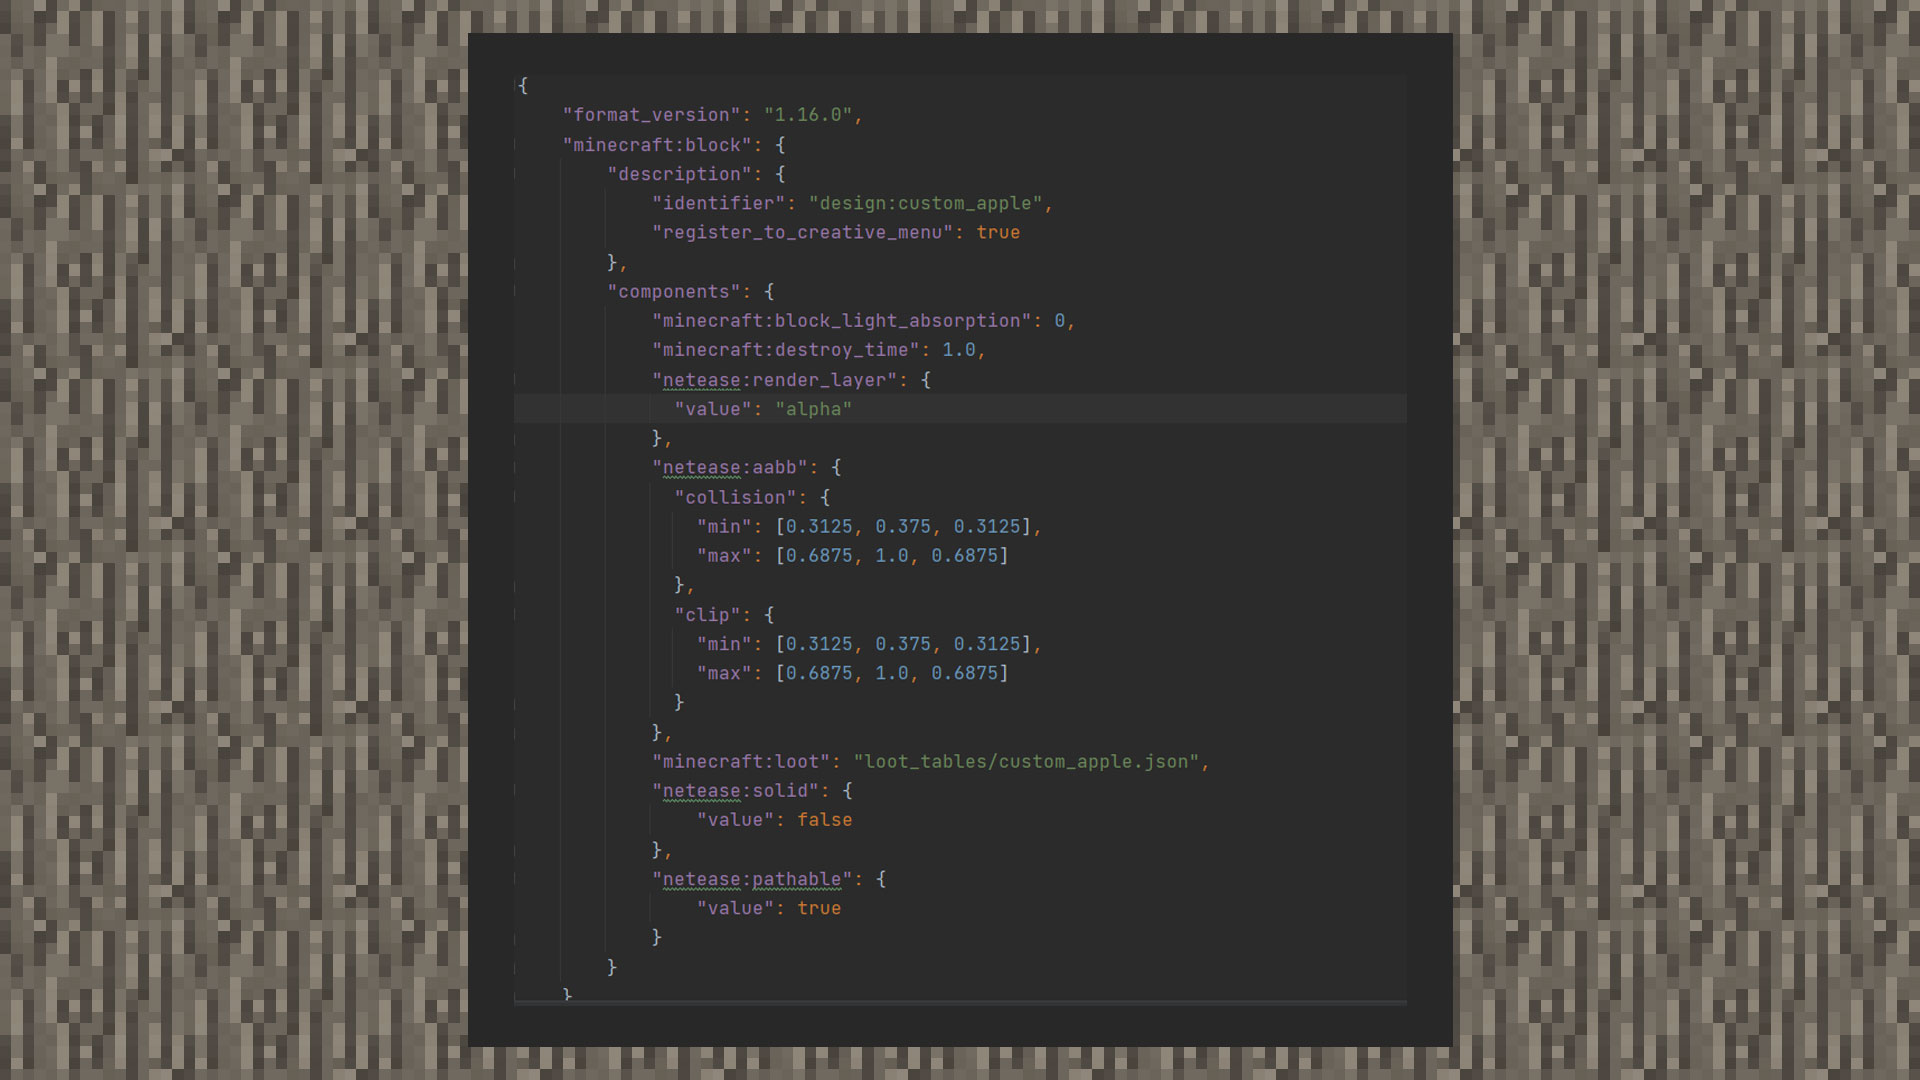 {
    "format_version": "1.16.0",
    "minecraft:block": {
        "description": {
            "identifier": "design:custom_apple",
            "register_to_creative_menu": true
        },
        "components": {
            "minecraft:block_light_absorption": 0,
            "minecraft:destroy_time": 1.0,
            "netease:render_layer": {
              "value": "alpha"
            },
            "netease:aabb": {
              "collision": {
                "min": [0.3125, 0.375, 0.3125],
                "max": [0.6875, 1.0, 0.6875]
              },
              "clip": {
                "min": [0.3125, 0.375, 0.3125],
                "max": [0.6875, 1.0, 0.6875]
              }
            },
            "minecraft:loot": "loot_tables/custom_apple.json",
            "netease:solid": {
                "value": false
            },
            "netease:pathable": {
                "value": true
            }
        }
    }